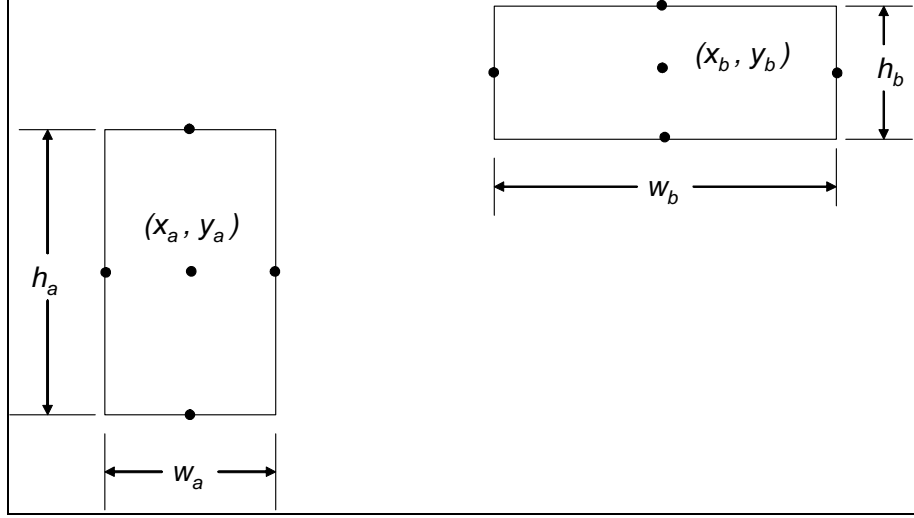 (x_b, y_b)
h_b
w_b
(x_a, y_a)
h_a
w_a